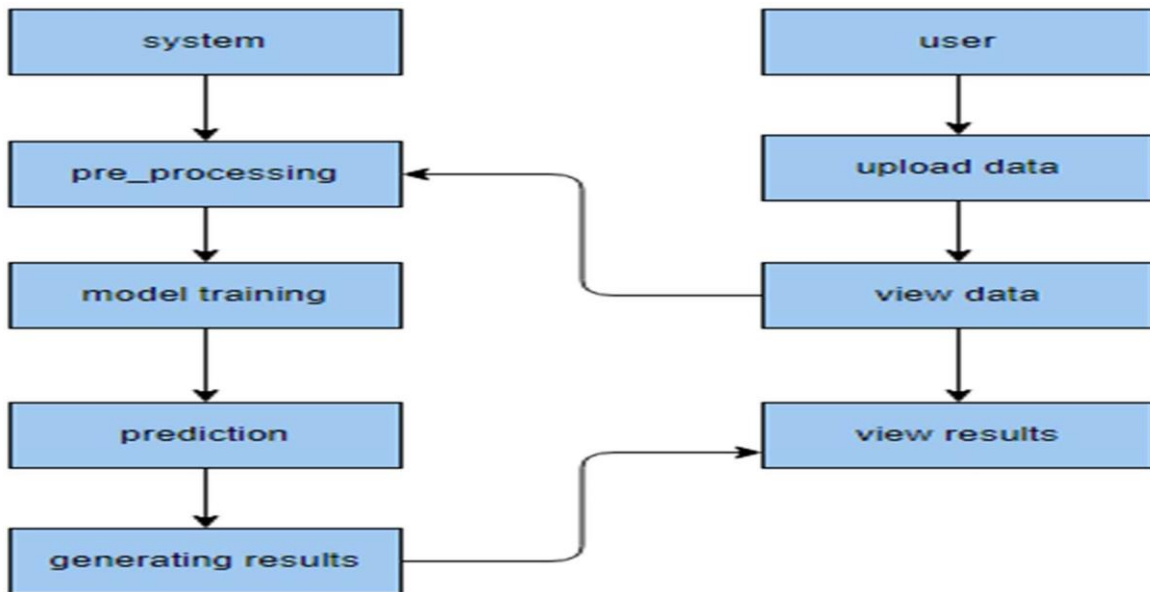 system
pre_processing
model training
prediction
generating results
user
upload data
view data
view results